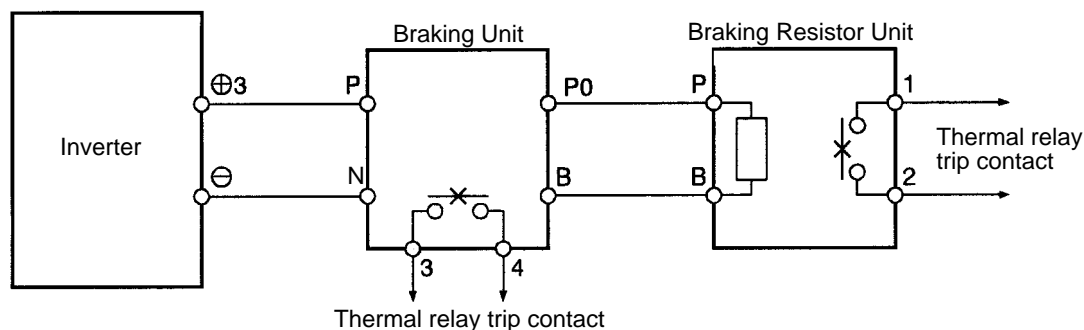 Braking Unit
Braking Resistor Unit
⊕3
P
P0
P
1
Inverter
Thermal relay
trip contact
⊖
N
B
B
2
3
4
Thermal relay trip contact